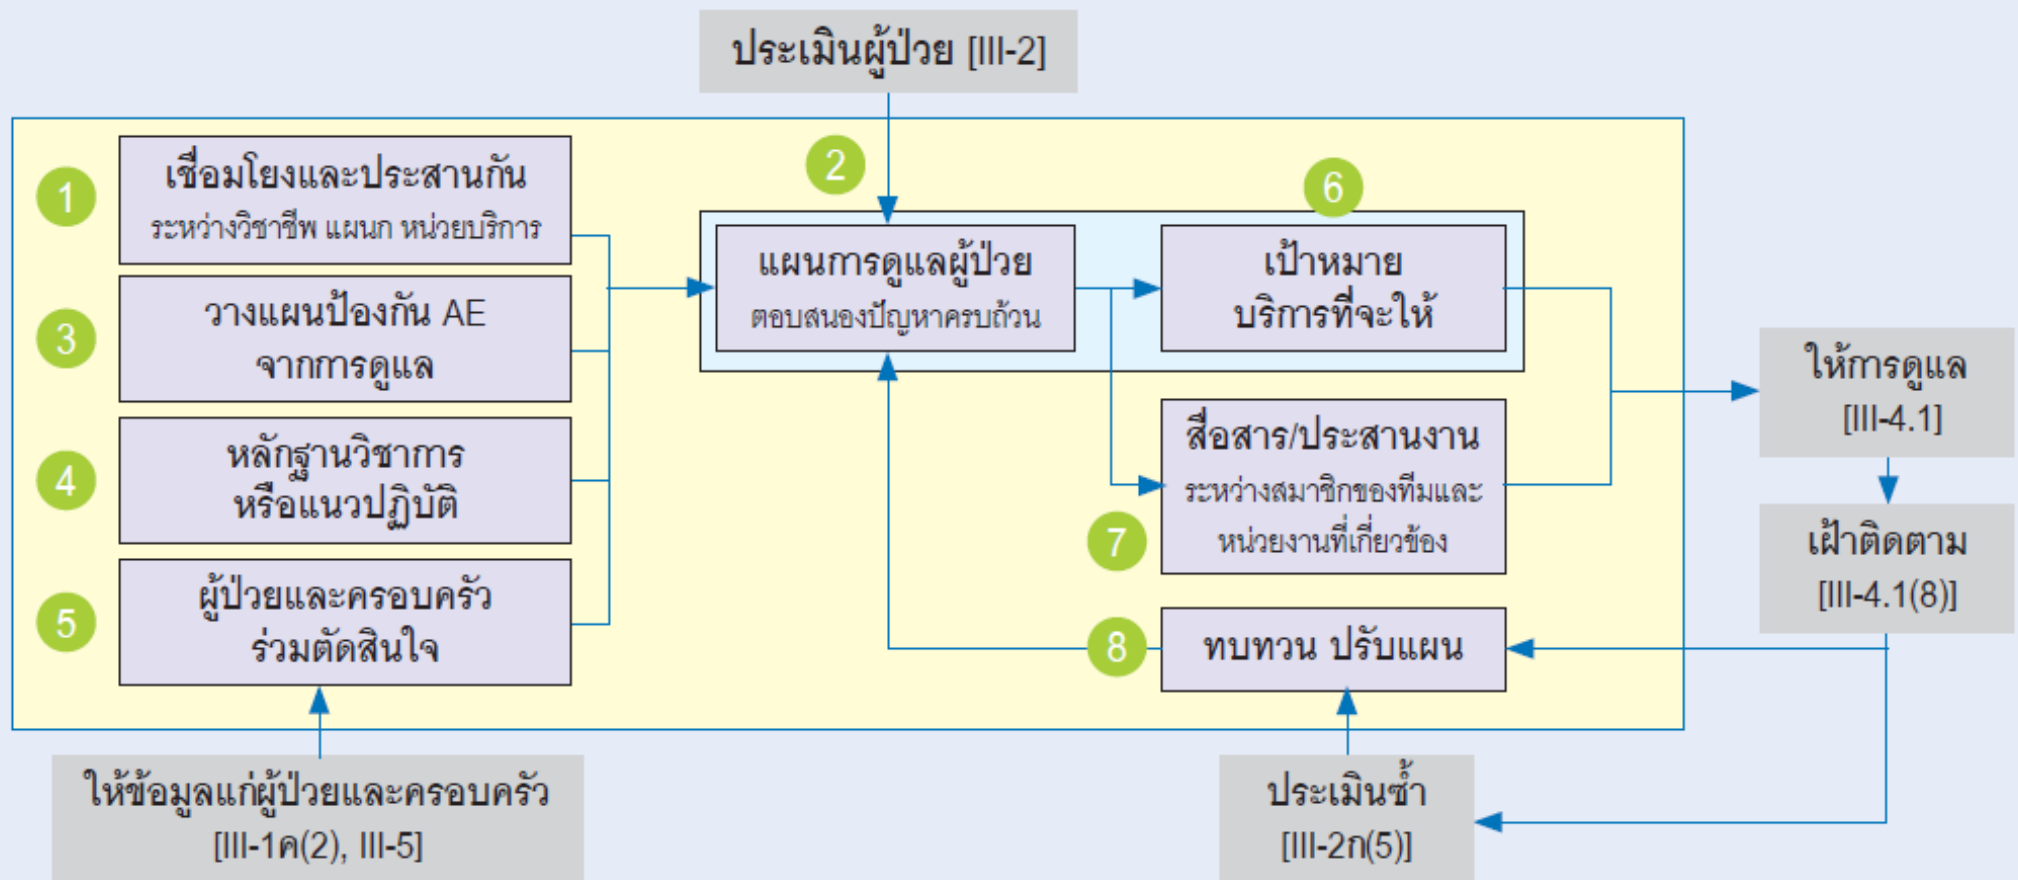 ประเมินผู้ป่วย [III-2]
1
เชื่อมโยงและประสานกัน
ระหว่างวิชาชีพ แผนก หน่วยบริการ
3
วางแผนป้องกัน AE
จากการดูแล
4
หลักฐานวิชาการ
หรือแนวปฏิบัติ
5
ผู้ป่วยและครอบครัว
ร่วมตัดสินใจ
ให้ข้อมูลแก่ผู้ป่วยและครอบครัว
[III-1ค(2), III-5]
2
แผนการดูแลผู้ป่วย
ตอบสนองปัญหาครบถ้วน
6
เป้าหมาย
บริการที่จะให้
7
สื่อสาร/ประสานงาน
ระหว่างสมาชิกของทีมและ
หน่วยงานที่เกี่ยวข้อง
8
ทบทวน ปรับแผน
ประเมินซ้ำ
[III-2ก(5)]
ให้การดูแล
[III-4.1]
เฝ้าติดตาม
[III-4.1(8)]